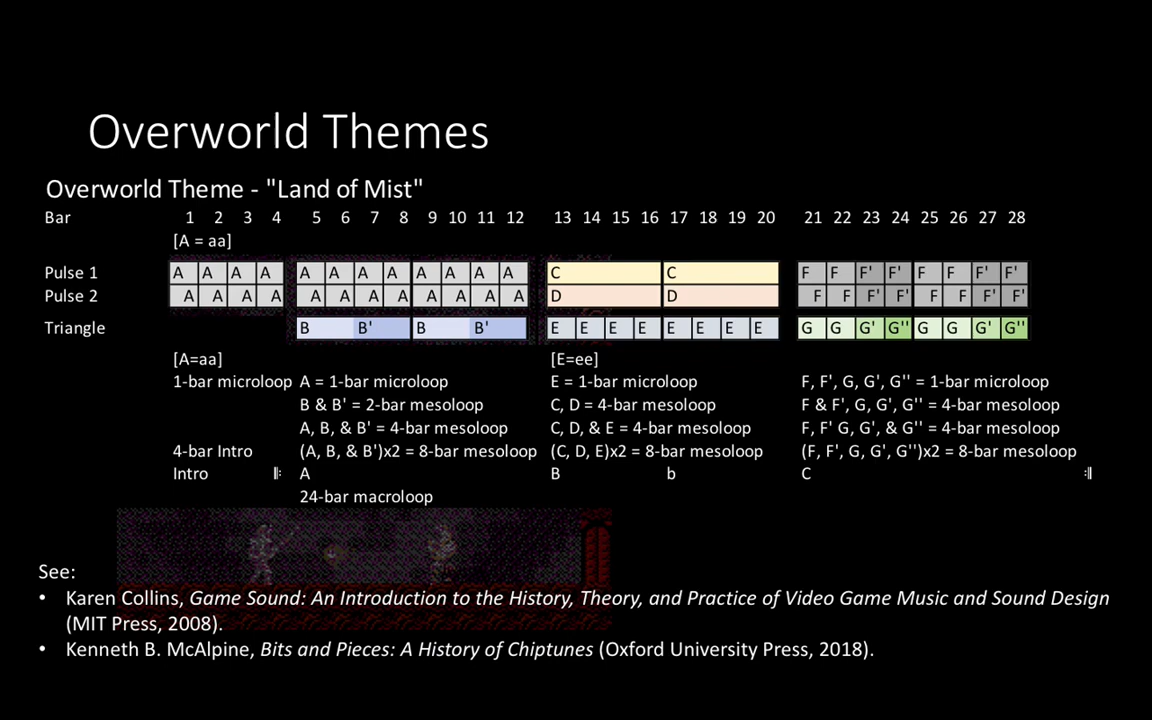 Overworld Themes
Overworld Theme - "Land of Mist"
Bar 1 2 3 4 5 6 7 8 9 10 11 12 13 14 15 16 17 18 19 20 21 22 23 24 25 26 27 28
[A = aa]
Pulse 1 A A A A A A A A A A A A C C F F F' F' F F F' F'
Pulse 2 A A A A A A A A A A A A D D F F F' F' F F F' F'
Triangle B B' B B' E E E E E E E E G G G' G'' G G G' G''
[A=aa] [E=ee]
1-bar microloop A = 1-bar microloop E = 1-bar microloop F, F', G, G', G'' = 1-bar microloop
B & B' = 2-bar mesoloop C, D = 4-bar mesoloop F & F', G, G', G'' = 4-bar mesoloop
A, B, & B' = 4-bar mesoloop C, D, & E = 4-bar mesoloop F, F' G, G', & G'' = 4-bar mesoloop
4-bar Intro (A, B, & B')x2 = 8-bar mesoloop (C, D, E)x2 = 8-bar mesoloop (F, F', G, G', G'')x2 = 8-bar mesoloop
Intro 𝄆 A B b C 𝄇
24-bar macroloop
See:
• Karen Collins, Game Sound: An Introduction to the History, Theory, and Practice of Video Game Music and Sound Design
(MIT Press, 2008).
• Kenneth B. McAlpine, Bits and Pieces: A History of Chiptunes (Oxford University Press, 2018).